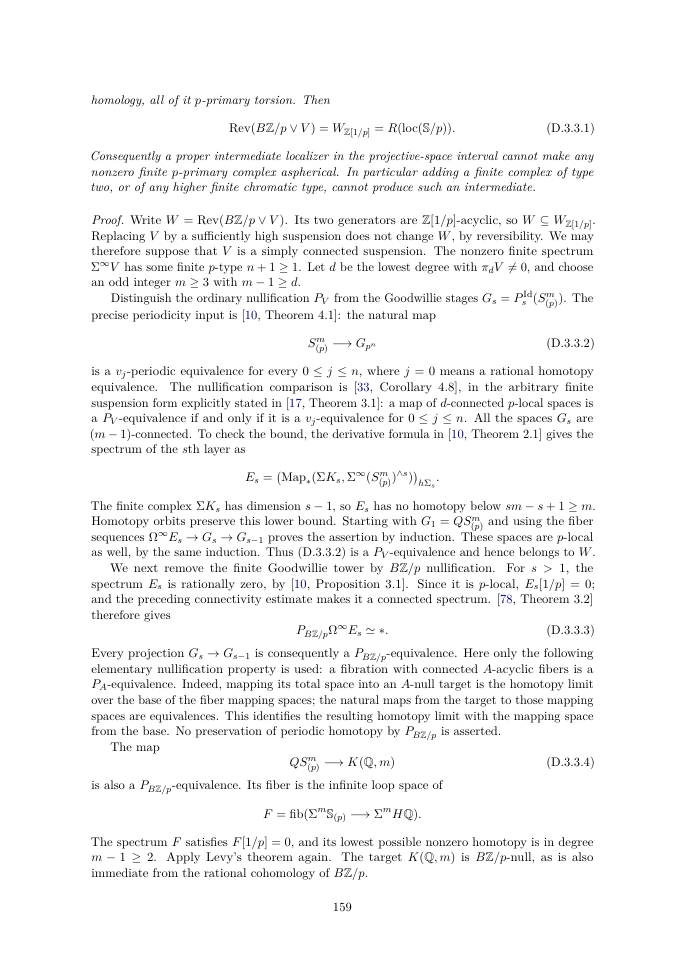 homology, all of it p-primary torsion. Then
Rev(Bℤ/p ∨ V) = W_{ℤ[1/p]} = R(loc(𝕊/p)). (D.3.3.1)
Consequently a proper intermediate localizer in the projective-space interval cannot make any
nonzero finite p-primary complex aspherical. In particular adding a finite complex of type
two, or of any higher finite chromatic type, cannot produce such an intermediate.
Proof. Write W = Rev(Bℤ/p ∨ V). Its two generators are ℤ[1/p]-acyclic, so W ⊆ W_{ℤ[1/p]}.
Replacing V by a sufficiently high suspension does not change W, by reversibility. We may
therefore suppose that V is a simply connected suspension. The nonzero finite spectrum
Σ^∞V has some finite p-type n + 1 ≥ 1. Let d be the lowest degree with π_dV ≠ 0, and choose
an odd integer m ≥ 3 with m − 1 ≥ d.
Distinguish the ordinary nullification P_V from the Goodwillie stages G_s = P_s^{Id}(S^m_{(p)}). The
precise periodicity input is [10, Theorem 4.1]: the natural map
S^m_{(p)} ⟶ G_{p^n} (D.3.3.2)
is a v_j-periodic equivalence for every 0 ≤ j ≤ n, where j = 0 means a rational homotopy
equivalence. The nullification comparison is [33, Corollary 4.8], in the arbitrary finite
suspension form explicitly stated in [17, Theorem 3.1]: a map of d-connected p-local spaces is
a P_V-equivalence if and only if it is a v_j-equivalence for 0 ≤ j ≤ n. All the spaces G_s are
(m − 1)-connected. To check the bound, the derivative formula in [10, Theorem 2.1] gives the
spectrum of the sth layer as
E_s = (Map_*(ΣK_s, Σ^∞(S^m_{(p)})^{∧s}))_{hΣ_s}.
The finite complex ΣK_s has dimension s − 1, so E_s has no homotopy below sm − s + 1 ≥ m.
Homotopy orbits preserve this lower bound. Starting with G_1 = QS^m_{(p)} and using the fiber
sequences Ω^∞E_s → G_s → G_{s−1} proves the assertion by induction. These spaces are p-local
as well, by the same induction. Thus (D.3.3.2) is a P_V-equivalence and hence belongs to W.
We next remove the finite Goodwillie tower by Bℤ/p nullification. For s > 1, the
spectrum E_s is rationally zero, by [10, Proposition 3.1]. Since it is p-local, E_s[1/p] = 0;
and the preceding connectivity estimate makes it a connected spectrum. [78, Theorem 3.2]
therefore gives
P_{Bℤ/p}Ω^∞E_s ≃ *. (D.3.3.3)
Every projection G_s → G_{s−1} is consequently a P_{Bℤ/p}-equivalence. Here only the following
elementary nullification property is used: a fibration with connected A-acyclic fibers is a
P_A-equivalence. Indeed, mapping its total space into an A-null target is the homotopy limit
over the base of the fiber mapping spaces; the natural maps from the target to those mapping
spaces are equivalences. This identifies the resulting homotopy limit with the mapping space
from the base. No preservation of periodic homotopy by P_{Bℤ/p} is asserted.
The map
QS^m_{(p)} ⟶ K(ℚ, m) (D.3.3.4)
is also a P_{Bℤ/p}-equivalence. Its fiber is the infinite loop space of
F = fib(Σ^m𝕊_{(p)} ⟶ Σ^mHℚ).
The spectrum F satisfies F[1/p] = 0, and its lowest possible nonzero homotopy is in degree
m − 1 ≥ 2. Apply Levy's theorem again. The target K(ℚ, m) is Bℤ/p-null, as is also
immediate from the rational cohomology of Bℤ/p.
159